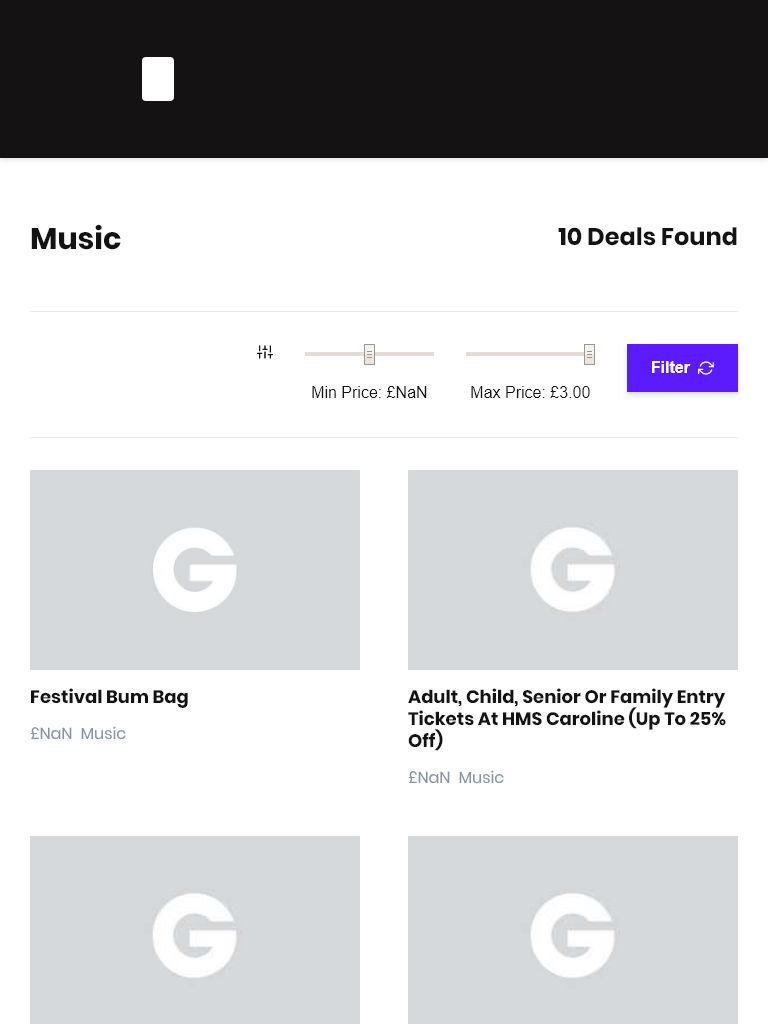 Music
10 Deals Found
Min Price: £NaN
Max Price: £3.00
Filter
G
G
Festival Bum Bag
£NaN Music
Adult, Child, Senior Or Family Entry
Tickets At HMS Caroline (Up To 25%
Off)
£NaN Music
G
G